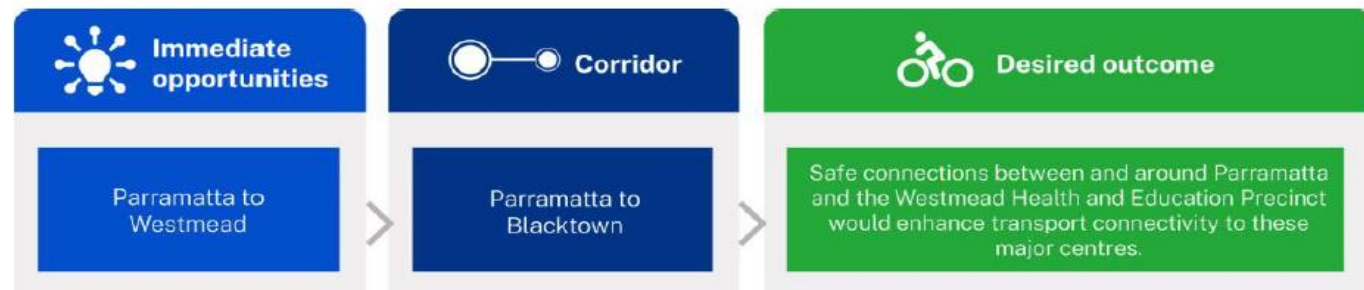 Immediate
opportunities
Corridor
Desired outcome
Parramatta to
Westmead
Parramatta to
Blacktown
Safe connections between and around Parramatta
and the Westmead Health and Education Precinct
would enhance transport connectivity to these
major centres.